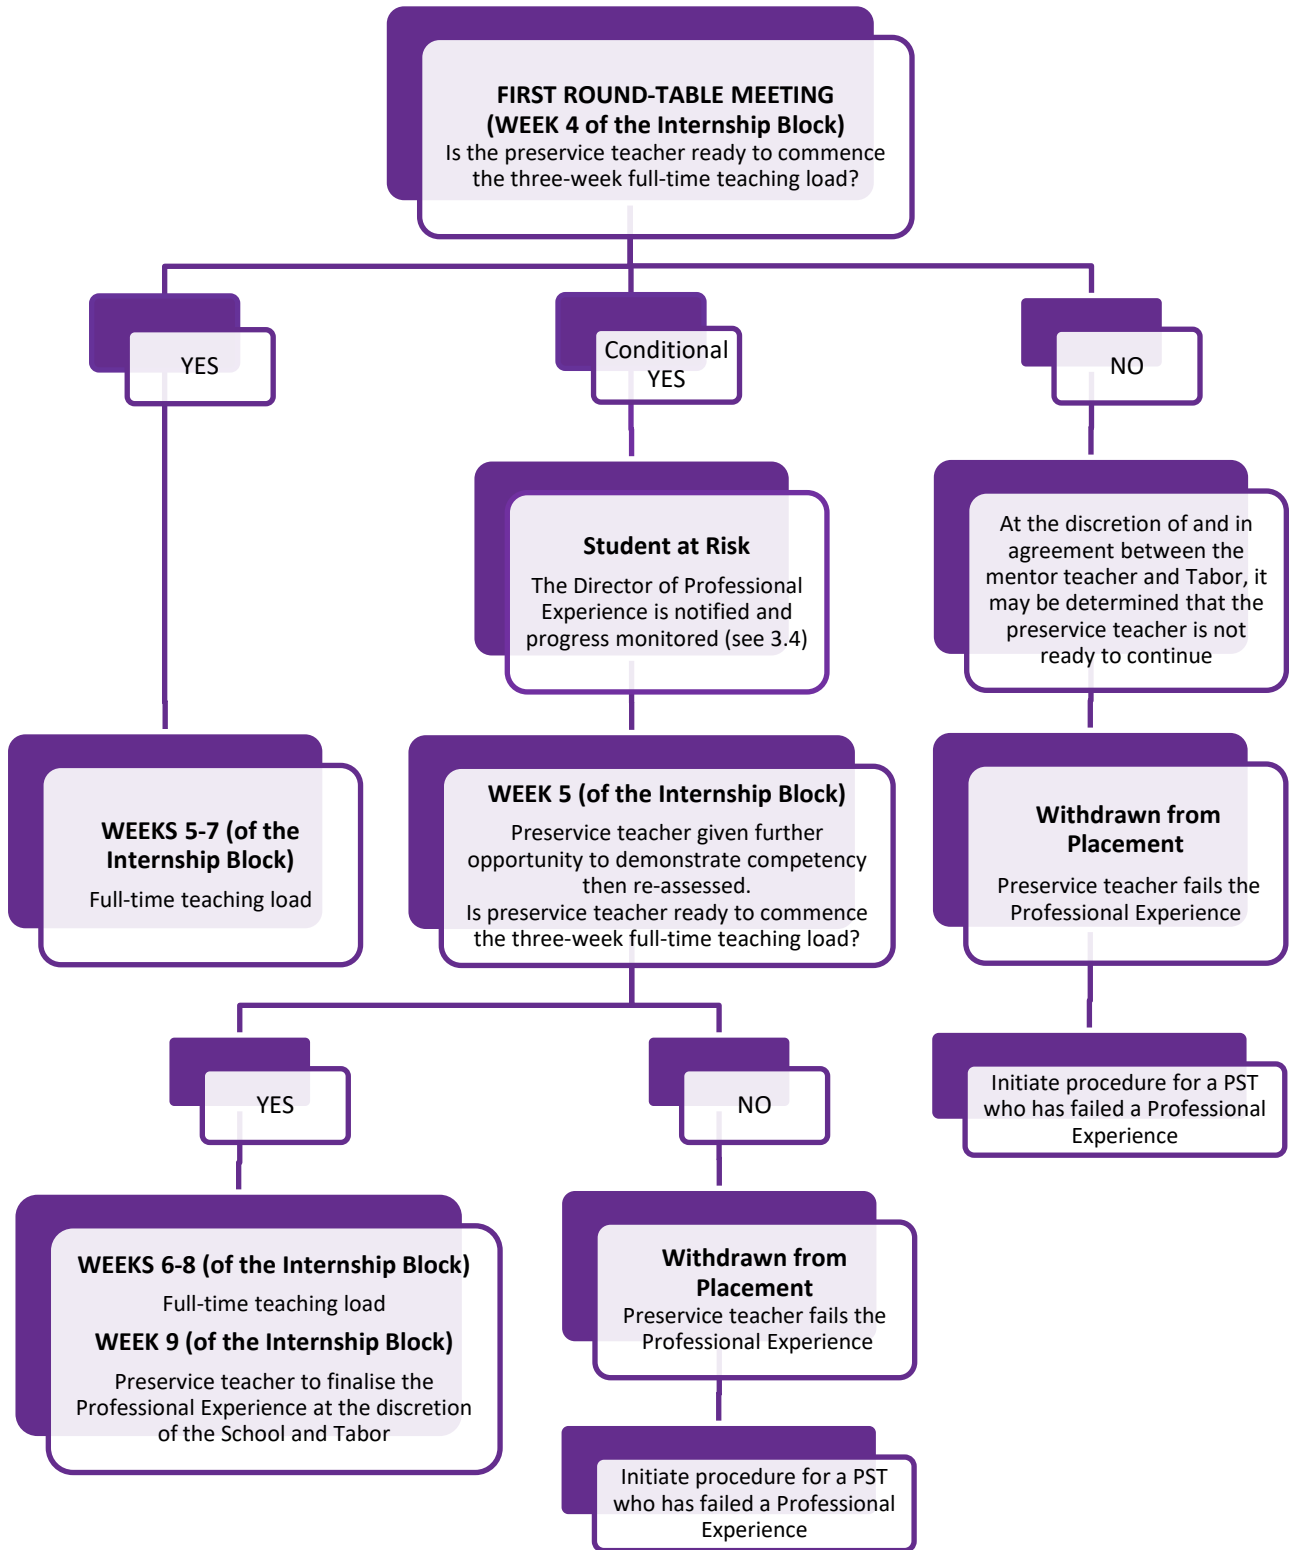 FIRST ROUND-TABLE MEETING
(WEEK 4 of the Internship Block)
Is the preservice teacher ready to commence
the three-week full-time teaching load?
YES
Conditional
YES
NO
Student at Risk
The Director of Professional
Experience is notified and
progress monitored (see 3.4)
At the discretion of and in
agreement between the
mentor teacher and Tabor, it
may be determined that the
preservice teacher is not
ready to continue
WEEKS 5-7 (of the
Internship Block)
Full-time teaching load
WEEK 5 (of the Internship Block)
Preservice teacher given further
opportunity to demonstrate competency
then re-assessed.
Is preservice teacher ready to commence
the three-week full-time teaching load?
Withdrawn from
Placement
Preservice teacher fails the
Professional Experience
YES
NO
Initiate procedure for a PST
who has failed a Professional
Experience
WEEKS 6-8 (of the Internship Block)
Full-time teaching load
WEEK 9 (of the Internship Block)
Preservice teacher to finalise the
Professional Experience at the discretion
of the School and Tabor
Withdrawn from
Placement
Preservice teacher fails the
Professional Experience
Initiate procedure for a PST
who has failed a Professional
Experience